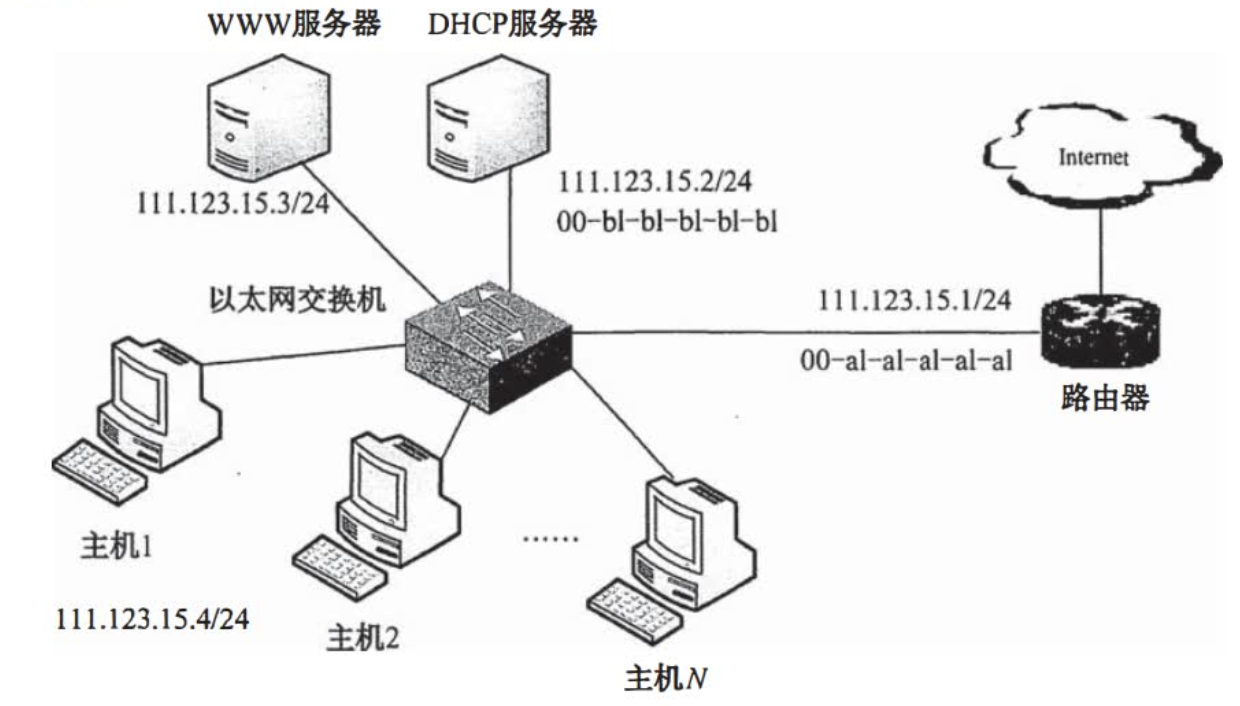 WWW服务器
DHCP服务器
Internet
111.123.15.2/24
111.123.15.3/24
00-bl-bl-bl-bl-bl
以太网交换机
111.123.15.1/24
00-al-al-al-al-al
路由器
主机1
......
111.123.15.4/24
主机2
主机N